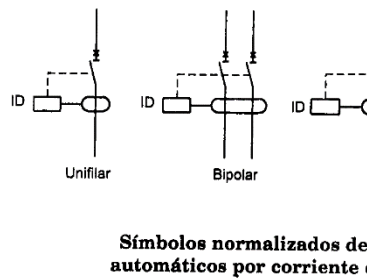 ID ID ID
Unifilar Bipolar
Símbolos normalizados de
automáticos por corriente